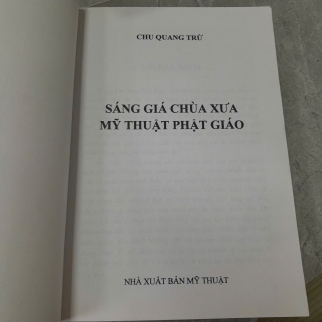 CHU QUANG TRỨ
SÁNG GIÁ CHÙA XƯA
MỸ THUẬT PHẬT GIÁO
NHÀ XUẤT BẢN MỸ THUẬT